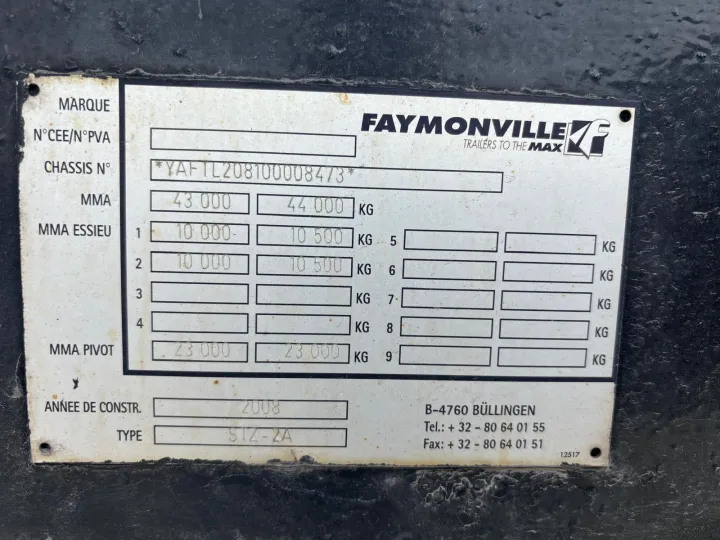 MARQUE
FAYMONVILLE
TRAILERS TO THE MAX
N°CEE/N°PVA
CHASSIS N° *YAFTL208100008473*
MMA 43 000 44 000 KG
MMA ESSIEU 1 10 000 10 500 KG 5 KG
2 10 000 10 500 KG 6 KG
3 KG 7 KG
4 KG 8 KG
MMA PIVOT 23 000 23 000 KG 9 KG
ANNEE DE CONSTR. 2008
TYPE STZ-2A
B-4760 BÜLLINGEN
Tel.: + 32 - 80 64 01 55
Fax: + 32 - 80 64 01 51
12517